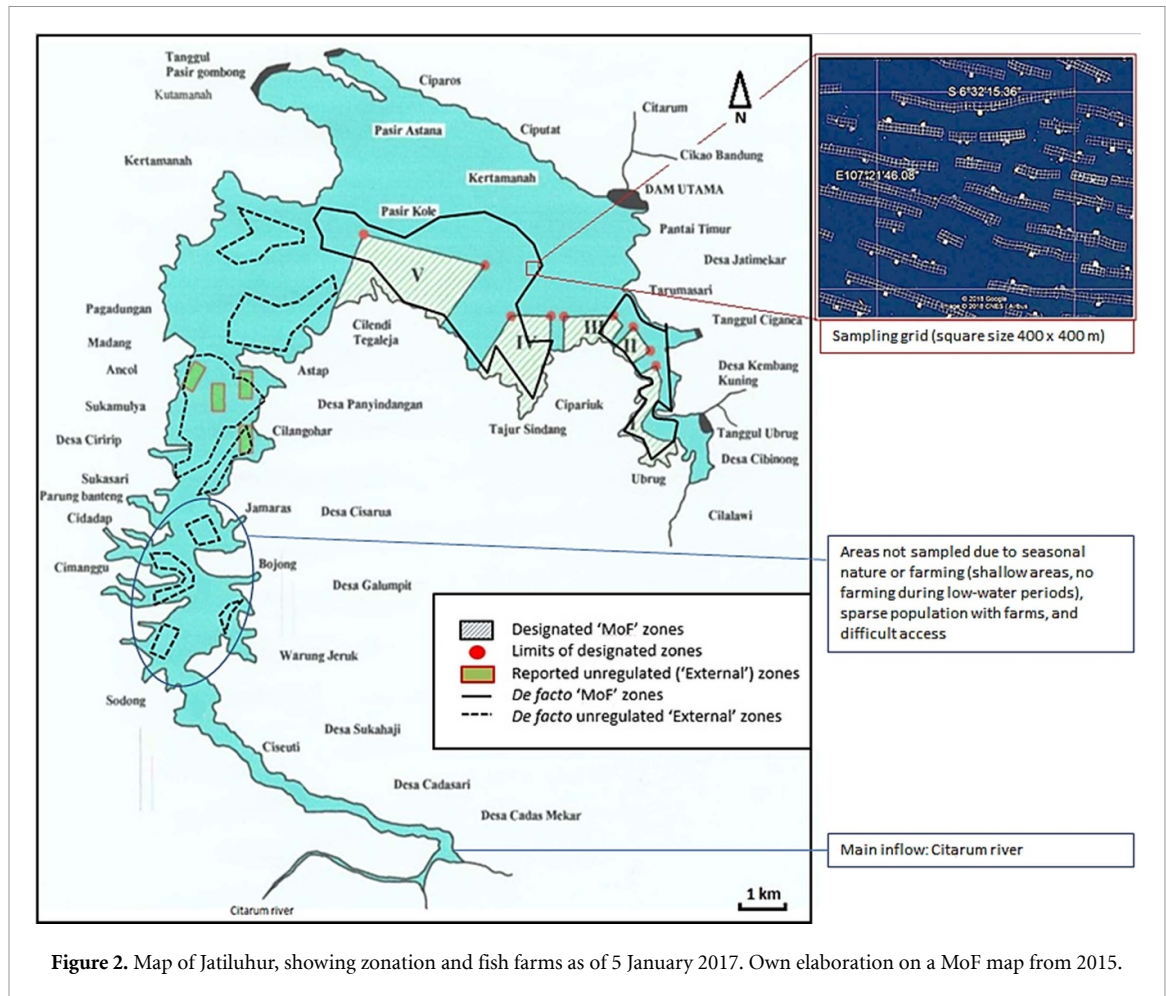 Tanggul
Pasir gombong
Kutamanah
Ciparos
Pasir Astana
Ciputat
N
Citarum
Cikao Bandung
Kertamanah
Kertamanah
DAM UTAMA
Pasir Kole
Pantai Timur
Desa Jatimekar
V
Tarumasari
Pagadungan
Cilendi
Tegaleja
III
II
Tanggul Ciganca
Madang
Ancol
Astap
Desa Kembang
Kuning
Sukamulya
Desa Panyindangan
Cipariuk
I
Desa Ciririp
Cilangohar
Tajur Sindang
Tanggul Ubrug
Desa Cibinong
Sukasari
Ubrug
Parung banteng
Jamaras
Desa Cisarua
Cilalawi
Cidadap
Cimanggu
Bojong
Desa Galumpit
Warung Jeruk
Sodong
Desa Sukahaji
Ciseuti
Desa Cadasari
Desa Cadas Mekar
Citarum river
1 km
Designated 'MoF' zones
Limits of designated zones
Reported unregulated ('External') zones
De facto 'MoF' zones
De facto unregulated 'External' zones
S 6°32'15.36"
E107°21'46.08"
© 2018 Google
Image © 2018 CNES / Airbus
Sampling grid (square size 400 x 400 m)
Areas not sampled due to seasonal
nature or farming (shallow areas, no
farming during low-water periods),
sparse population with farms, and
difficult access
Main inflow: Citarum river
Figure 2. Map of Jatiluhur, showing zonation and fish farms as of 5 January 2017. Own elaboration on a MoF map from 2015.